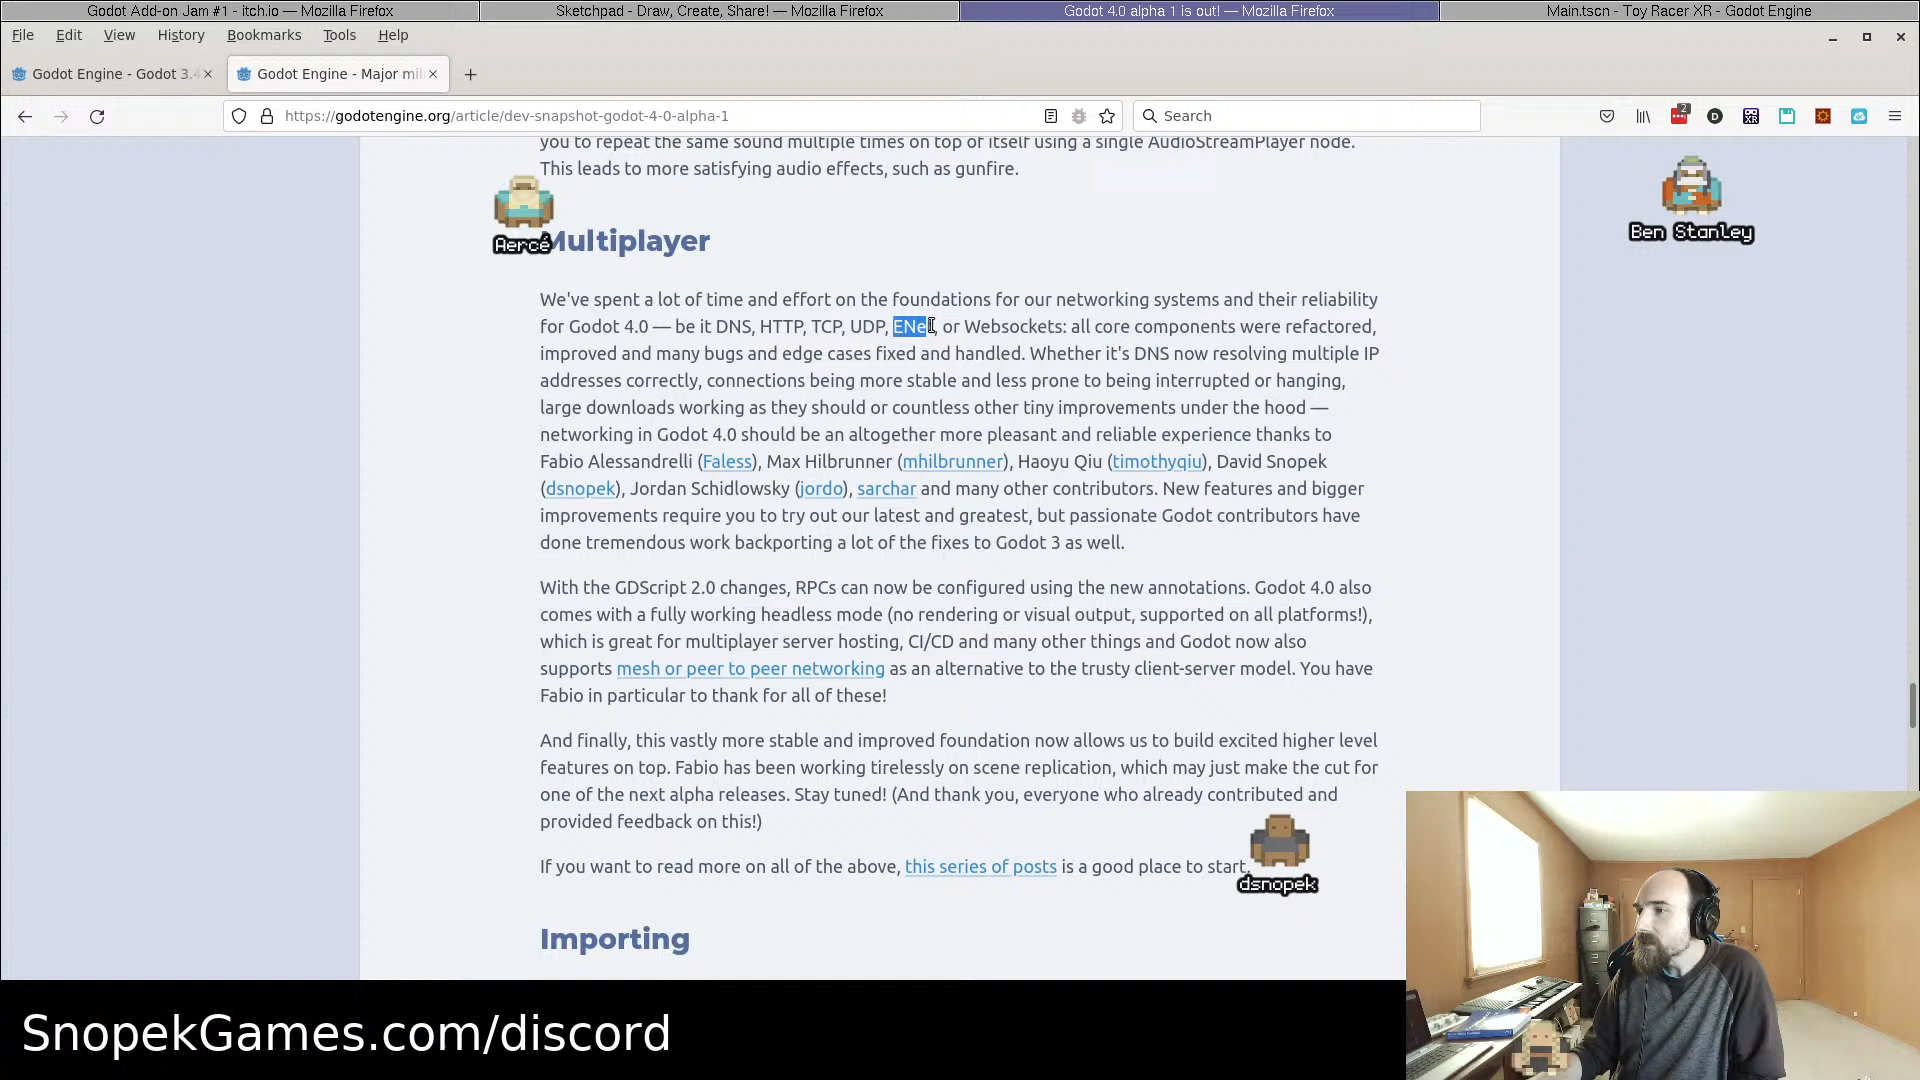 Godot Add-on Jam #1 - itch.io — Mozilla Firefox
Sketchpad - Draw, Create, Share! — Mozilla Firefox
Godot 4.0 alpha 1 is out! — Mozilla Firefox
Main.tscn - Toy Racer XR - Godot Engine
File Edit View History Bookmarks Tools Help
Godot Engine - Godot 3.4
Godot Engine - Major mil
https://godotengine.org/article/dev-snapshot-godot-4-0-alpha-1
Search
2
you to repeat the same sound multiple times on top of itself using a single AudioStreamPlayer node.
This leads to more satisfying audio effects, such as gunfire.
Aercé
Ben Stanley
Multiplayer
We've spent a lot of time and effort on the foundations for our networking systems and their reliability
for Godot 4.0 — be it DNS, HTTP, TCP, UDP, ENet, or Websockets: all core components were refactored,
improved and many bugs and edge cases fixed and handled. Whether it's DNS now resolving multiple IP
addresses correctly, connections being more stable and less prone to being interrupted or hanging,
large downloads working as they should or countless other tiny improvements under the hood —
networking in Godot 4.0 should be an altogether more pleasant and reliable experience thanks to
Fabio Alessandrelli (Faless), Max Hilbrunner (mhilbrunner), Haoyu Qiu (timothyqiu), David Snopek
(dsnopek), Jordan Schidlowsky (jordo), sarchar and many other contributors. New features and bigger
improvements require you to try out our latest and greatest, but passionate Godot contributors have
done tremendous work backporting a lot of the fixes to Godot 3 as well.
With the GDScript 2.0 changes, RPCs can now be configured using the new annotations. Godot 4.0 also
comes with a fully working headless mode (no rendering or visual output, supported on all platforms!),
which is great for multiplayer server hosting, CI/CD and many other things and Godot now also
supports mesh or peer to peer networking as an alternative to the trusty client-server model. You have
Fabio in particular to thank for all of these!
And finally, this vastly more stable and improved foundation now allows us to build excited higher level
features on top. Fabio has been working tirelessly on scene replication, which may just make the cut for
one of the next alpha releases. Stay tuned! (And thank you, everyone who already contributed and
provided feedback on this!)
If you want to read more on all of the above, this series of posts is a good place to start.
dsnopek
Importing
SnopekGames.com/discord